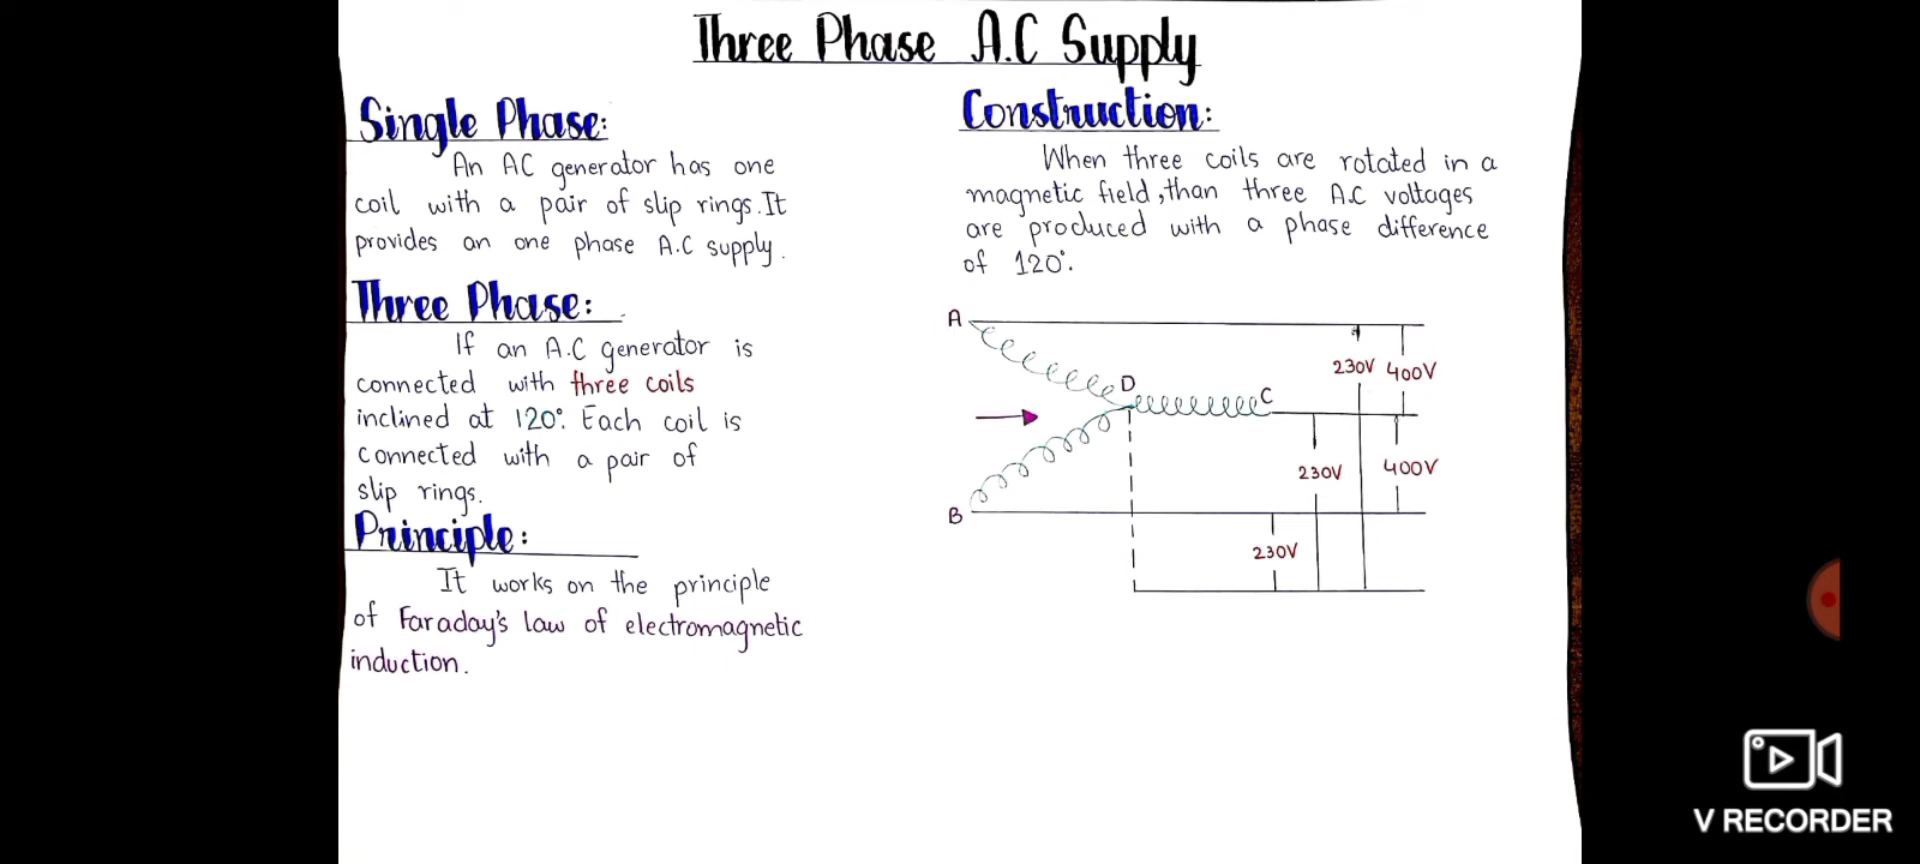 Three Phase A.C Supply
Single Phase:
An AC generator has one
coil with a pair of slip rings. It
provides an one phase A.C supply.
Three Phase:
If an A.C generator is
connected with three coils
inclined at 120°. Each coil is
connected with a pair of
slip rings.
Principle:
It works on the principle
of Faraday's law of electromagnetic
induction.
Construction:
When three coils are rotated in a
magnetic field, than three A.C voltages
are produced with a phase difference
of 120°.
A
D
C
B
230V 400V
230V 400V
230V
V RECORDER